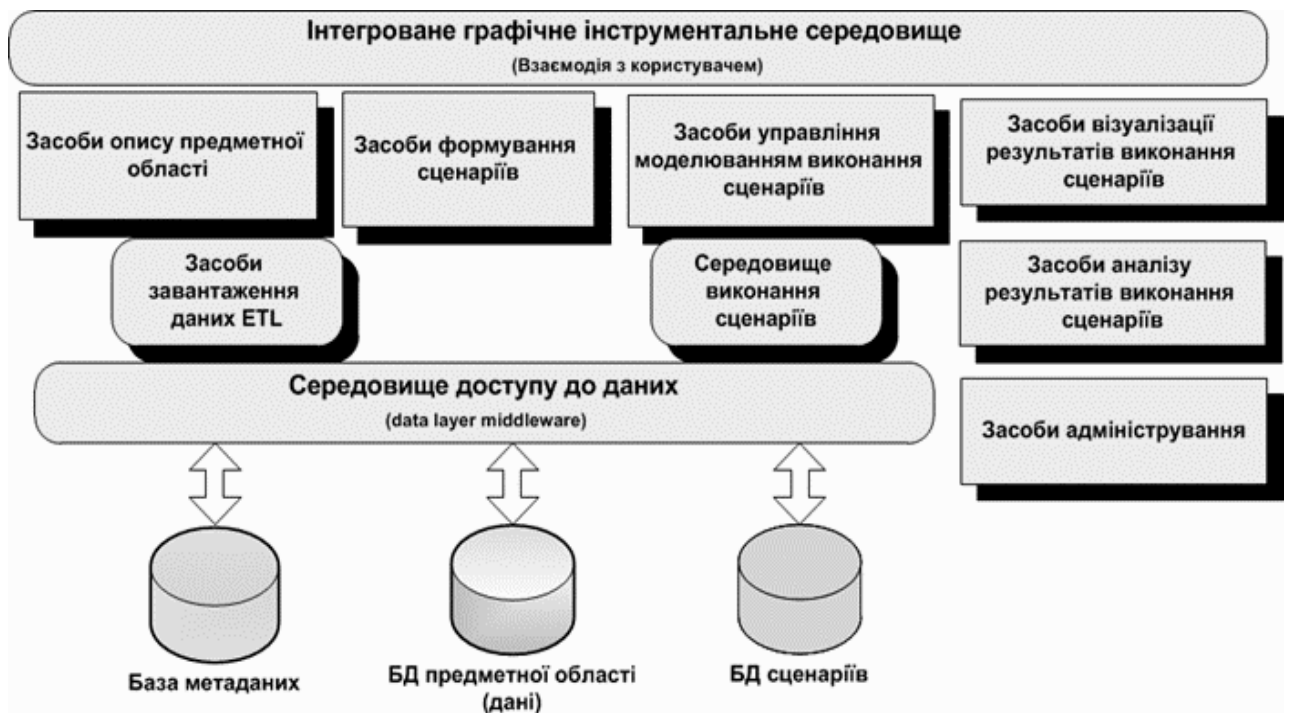 Інтегроване графічне інструментальне середовище
(Взаємодія з користувачем)
Засоби опису предметної
області
Засоби формування
сценаріїв
Засоби управління
моделюванням виконання
сценаріїв
Засоби візуалізації
результатів виконання
сценаріїв
Засоби
завантаження
даних ETL
Середовище
виконання
сценаріїв
Засоби аналізу
результатів виконання
сценаріїв
Середовище доступу до даних
(data layer middleware)
Засоби адміністрування
База метаданих
БД предметної області
(дані)
БД сценаріїв